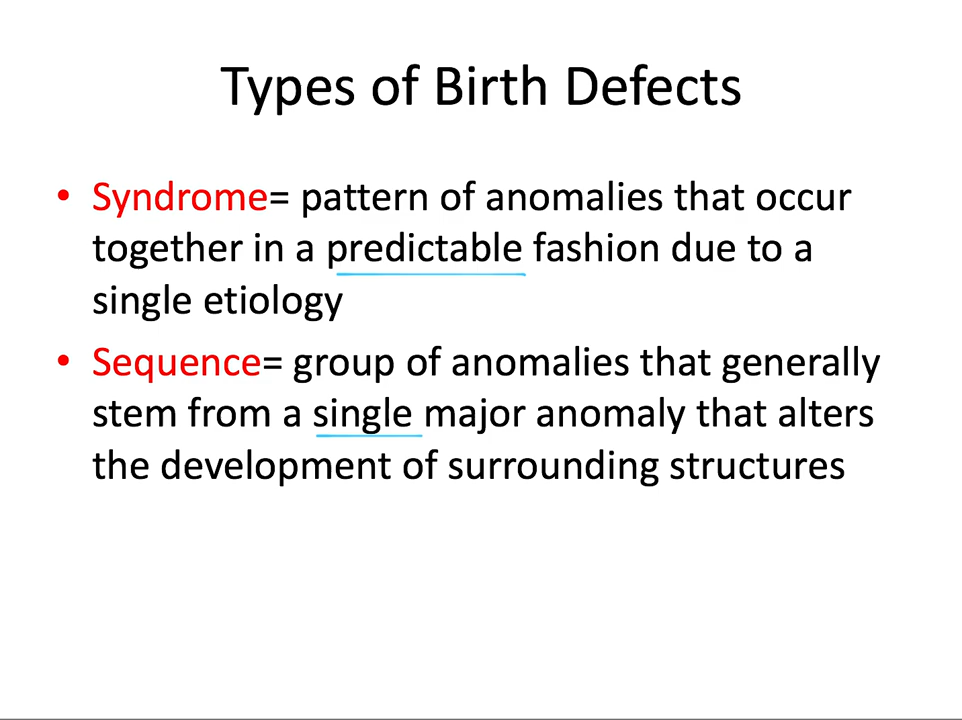 Types of Birth Defects
• Syndrome= pattern of anomalies that occur
together in a predictable fashion due to a
single etiology
• Sequence= group of anomalies that generally
stem from a single major anomaly that alters
the development of surrounding structures